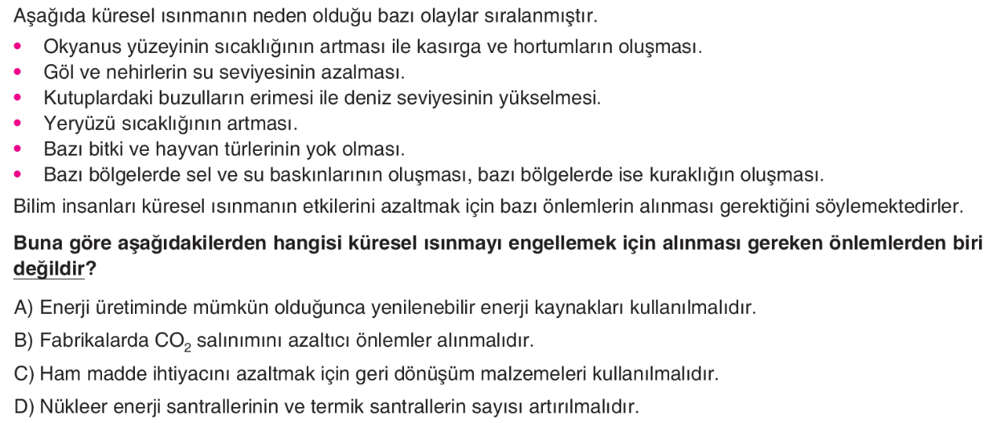 Aşağıda küresel ısınmanın neden olduğu bazı olaylar sıralanmıştır.
• Okyanus yüzeyinin sıcaklığının artması ile kasırga ve hortumların oluşması.
• Göl ve nehirlerin su seviyesinin azalması.
• Kutuplardaki buzulların erimesi ile deniz seviyesinin yükselmesi.
• Yeryüzü sıcaklığının artması.
• Bazı bitki ve hayvan türlerinin yok olması.
• Bazı bölgelerde sel ve su baskınlarının oluşması, bazı bölgelerde ise kuraklığın oluşması.
Bilim insanları küresel ısınmanın etkilerini azaltmak için bazı önlemlerin alınması gerektiğini söylemektedirler.
Buna göre aşağıdakilerden hangisi küresel ısınmayı engellemek için alınması gereken önlemlerden biri
değildir?
A) Enerji üretiminde mümkün olduğunca yenilenebilir enerji kaynakları kullanılmalıdır.
B) Fabrikalarda CO₂ salınımını azaltıcı önlemler alınmalıdır.
C) Ham madde ihtiyacını azaltmak için geri dönüşüm malzemeleri kullanılmalıdır.
D) Nükleer enerji santrallerinin ve termik santrallerin sayısı artırılmalıdır.